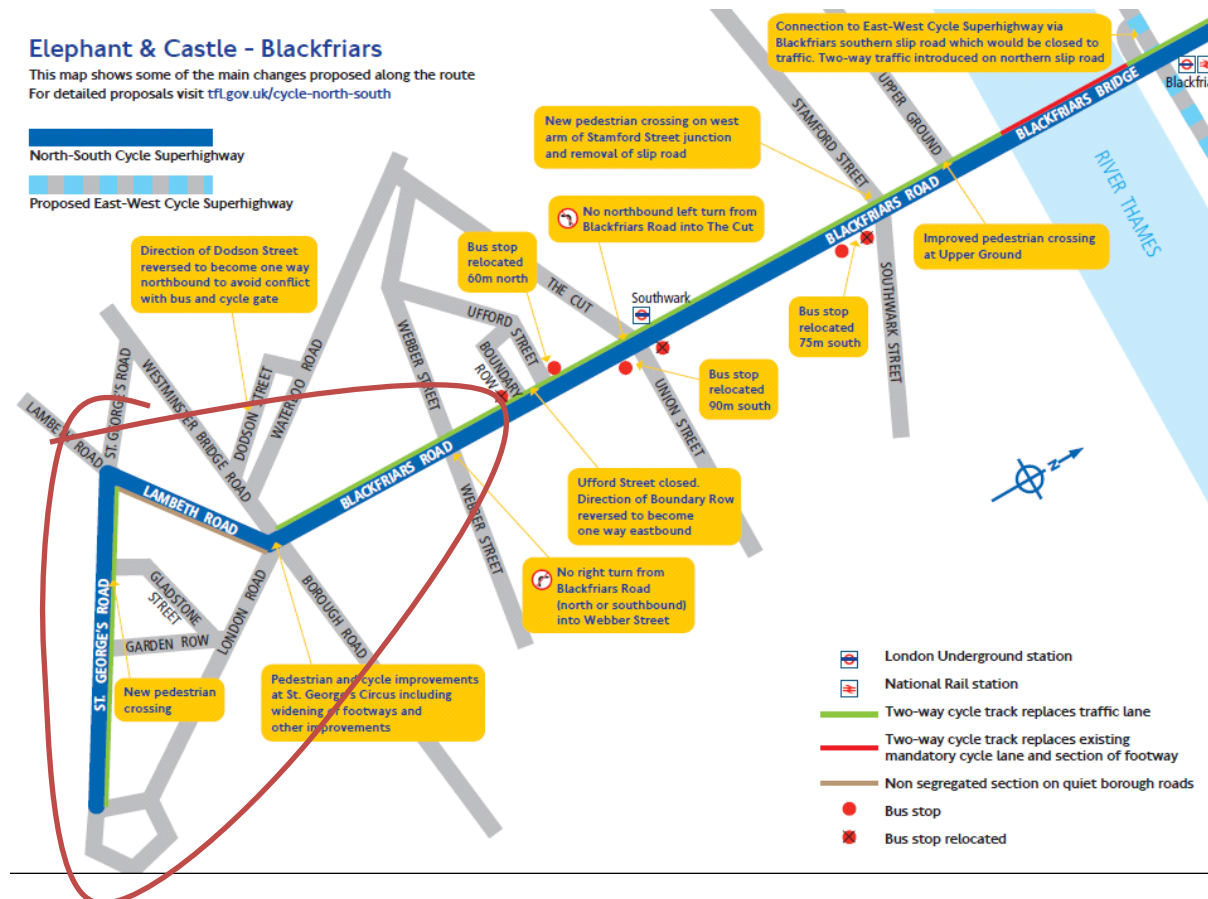 Elephant & Castle - Blackfriars
This map shows some of the main changes proposed along the route
For detailed proposals visit tfl.gov.uk/cycle-north-south
North-South Cycle Superhighway
Proposed East-West Cycle Superhighway
Connection to East-West Cycle Superhighway via
Blackfriars southern slip road which would be closed to
traffic. Two-way traffic introduced on northern slip road
New pedestrian crossing on west
arm of Stamford Street junction
and removal of slip road
STAMFORD STREET
UPPER GROUND
BLACKFRIARS BRIDGE
RIVER THAMES
BLACKFRIARS ROAD
No northbound left turn from
Blackfriars Road into The Cut
Improved pedestrian crossing
at Upper Ground
Direction of Dodson Street
reversed to become one way
northbound to avoid conflict
with bus and cycle gate
Bus stop
relocated
60m north
THE CUT
Southwark
SOUTHWARK STREET
Bus stop
relocated
75m south
UFFORD STREET
BOUNDARY
ROW
WEBBER STREET
WATERLOO ROAD
DODSON STREET
WESTMINSTER BRIDGE ROAD
ST. GEORGE'S ROAD
LAMBETH ROAD
Bus stop
relocated
90m south
UNION STREET
BLACKFRIARS ROAD
LAMBETH ROAD
WEBBER STREET
Ufford Street closed.
Direction of Boundary Row
reversed to become
one way eastbound
No right turn from
Blackfriars Road
(north or southbound)
into Webber Street
GLADSTONE
STREET
GARDEN ROW
LONDON ROAD
BOROUGH ROAD
ST. GEORGE'S ROAD
New pedestrian
crossing
Pedestrian and cycle improvements
at St. George's Circus including
widening of footways and
other improvements
N
London Underground station
National Rail station
Two-way cycle track replaces traffic lane
Two-way cycle track replaces existing
mandatory cycle lane and section of footway
Non segregated section on quiet borough roads
Bus stop
Bus stop relocated